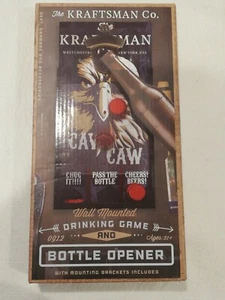 The KRAFTSMAN Co.
KRAFTSMAN
CAW
CAW
CHUG IT!!!! PASS THE BOTTLE CHEERS! BEERS!
Wall Mounted
DRINKING GAME
0912 AND Ages: 21+
BOTTLE OPENER
WITH MOUNTING BRACKETS INCLUDED